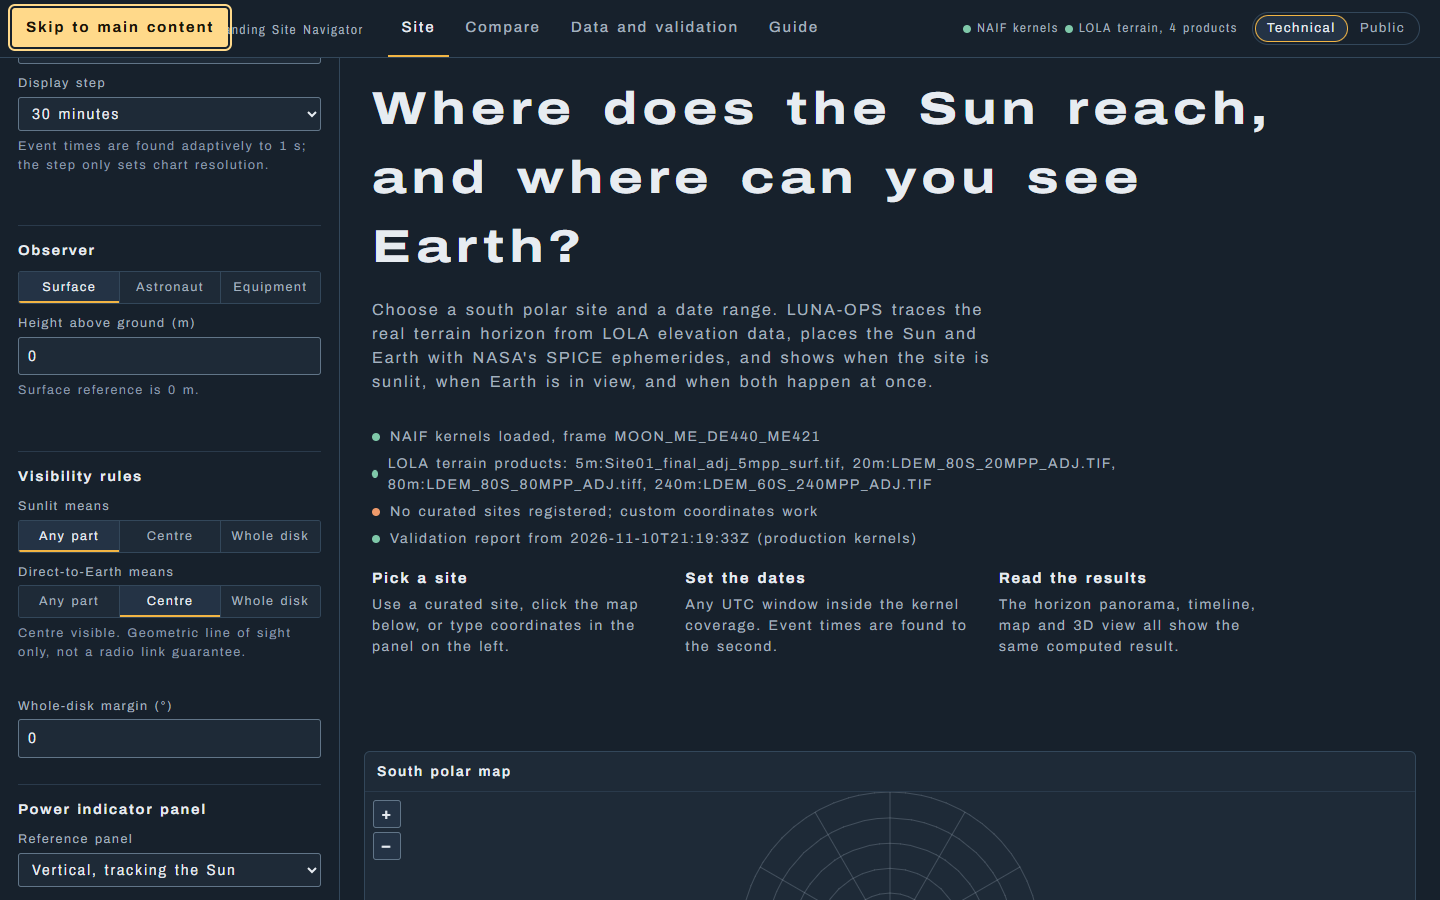 Skip to main content
nding Site Navigator
Site
Compare
Data and validation
Guide
NAIF kernels
LOLA terrain, 4 products
Technical
Public
Display step
30 minutes
Event times are found adaptively to 1 s;
the step only sets chart resolution.
Observer
Surface
Astronaut
Equipment
Height above ground (m)
0
Surface reference is 0 m.
Visibility rules
Sunlit means
Any part
Centre
Whole disk
Direct-to-Earth means
Any part
Centre
Whole disk
Centre visible. Geometric line of sight
only, not a radio link guarantee.
Whole-disk margin (°)
0
Power indicator panel
Reference panel
Vertical, tracking the Sun
Where does the Sun reach,
and where can you see
Earth?
Choose a south polar site and a date range. LUNA-OPS traces the
real terrain horizon from LOLA elevation data, places the Sun and
Earth with NASA's SPICE ephemerides, and shows when the site is
sunlit, when Earth is in view, and when both happen at once.
NAIF kernels loaded, frame MOON_ME_DE440_ME421
LOLA terrain products: 5m:Site01_final_adj_5mpp_surf.tif, 20m:LDEM_80S_20MPP_ADJ.TIF,
80m:LDEM_80S_80MPP_ADJ.tiff, 240m:LDEM_60S_240MPP_ADJ.TIF
No curated sites registered; custom coordinates work
Validation report from 2026-11-10T21:19:33Z (production kernels)
Pick a site
Use a curated site, click the map
below, or type coordinates in the
panel on the left.
Set the dates
Any UTC window inside the kernel
coverage. Event times are found to
the second.
Read the results
The horizon panorama, timeline,
map and 3D view all show the
same computed result.
South polar map
+
−